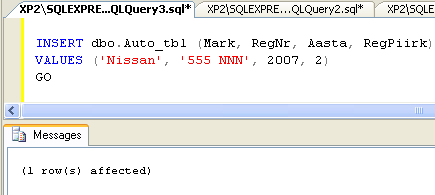 XP2\SQLEXPRE...QLQuery3.sql* XP2\SQLEXPRE...QLQuery2.sql* XP2\SQLEXP
INSERT dbo.Auto_tbl (Mark, RegNr, Aasta, RegPiirk)
VALUES ('Nissan', '555 NNN', 2007, 2)
GO
Messages
(1 row(s) affected)